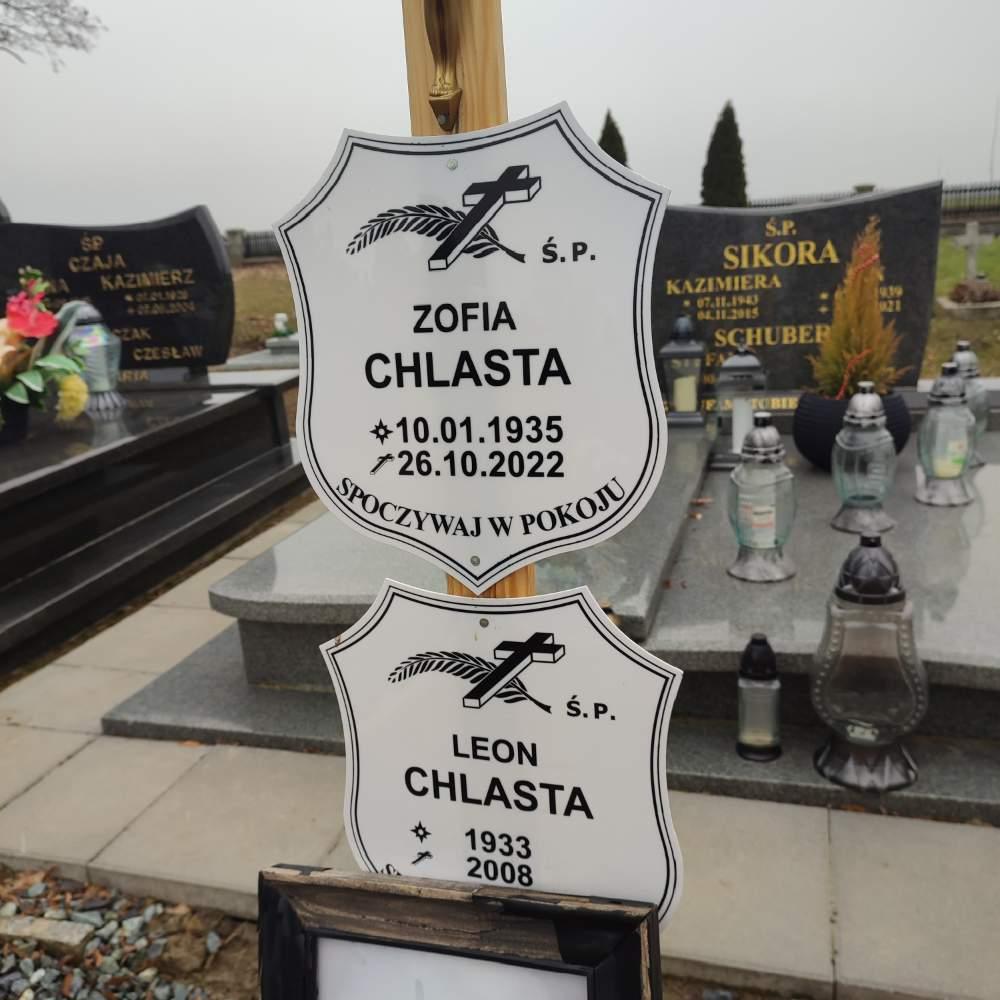 Ś.P.
ZOFIA
CHLASTA
10.01.1935
26.10.2022
SPOCZYWAJ W POKOJU
Ś.P.
LEON
CHLASTA
1933
2008
ŚP
CZAJA
KAZIMIERZ
CZESŁAW
Ś.P.
SIKORA
KAZIMIERA
07.11.1943
04.11.2015